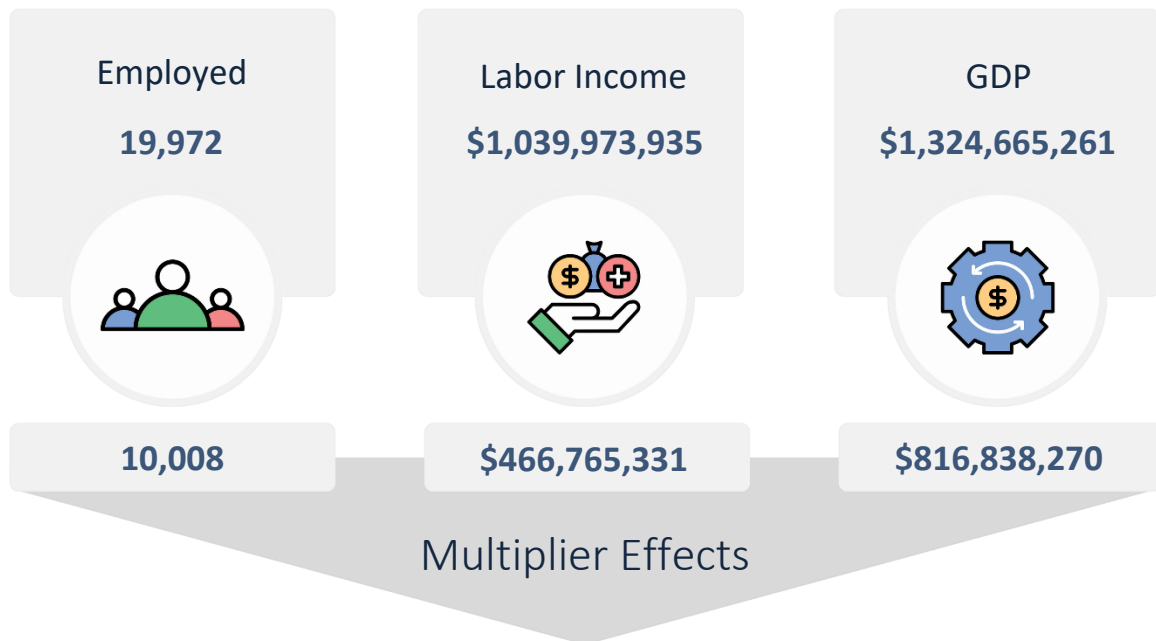 Employed
19,972
Labor Income
$1,039,973,935
GDP
$1,324,665,261
$
$
10,008
$466,765,331
$816,838,270
Multiplier Effects